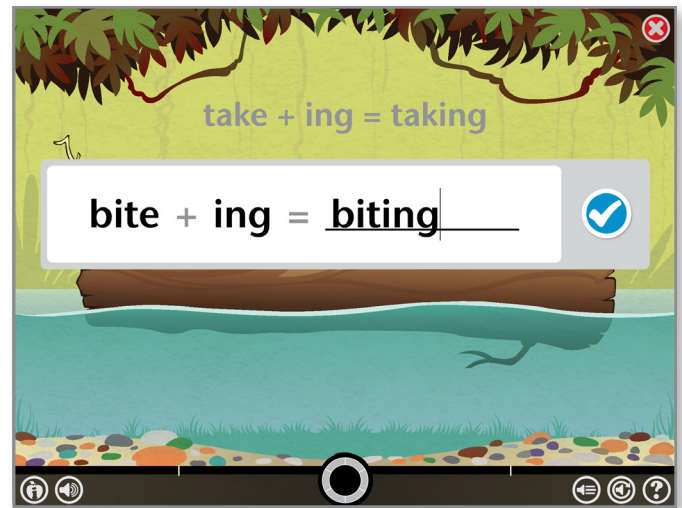 take + ing = taking
bite + ing = biting